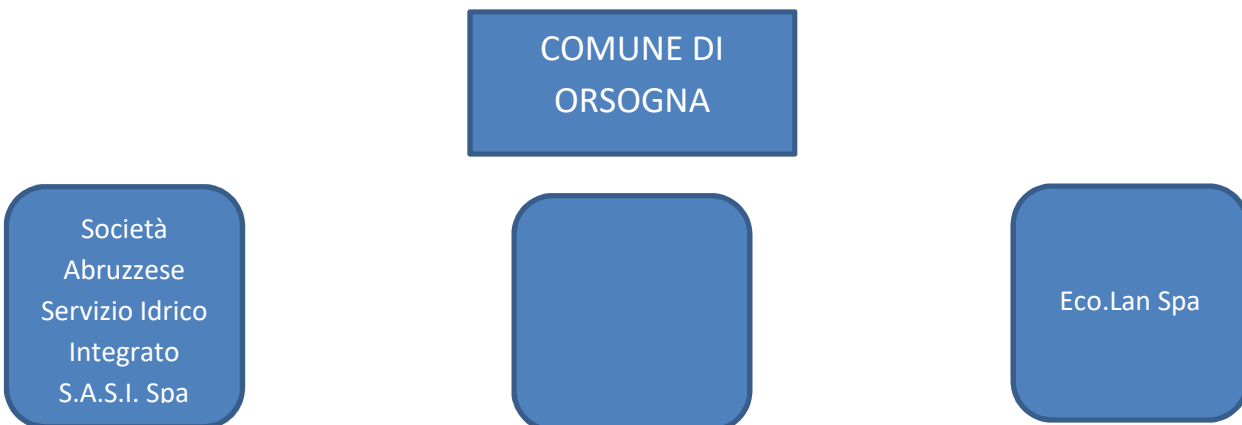 COMUNE DI
ORSOGNA
Società
Abruzzese
Servizio Idrico
Integrato
S.A.S.I. Spa
Eco.Lan Spa